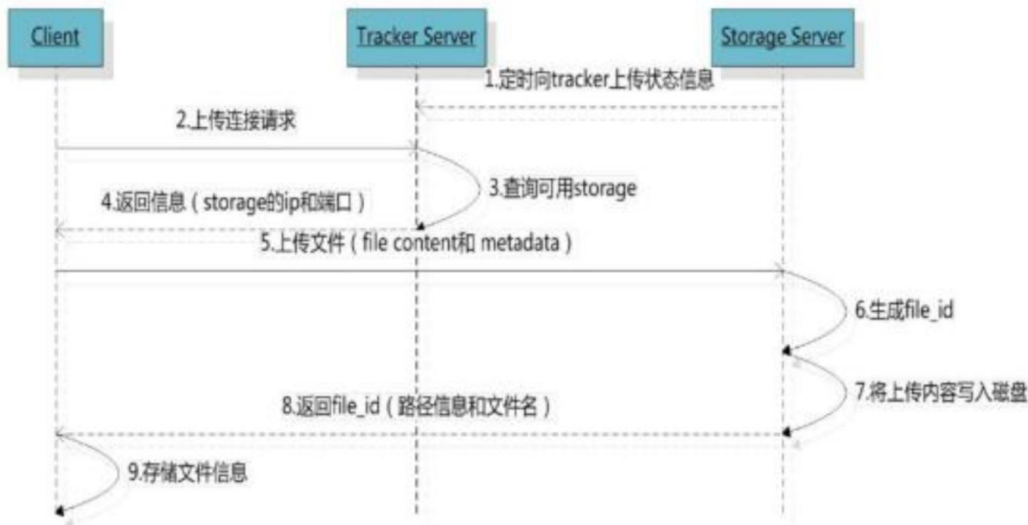 Client
Tracker Server
Storage Server
1.定时向tracker上传状态信息
2.上传连接请求
3.查询可用storage
4.返回信息（storage的ip和端口）
5.上传文件（file content和 metadata）
6.生成file_id
7.将上传内容写入磁盘
8.返回file_id（路径信息和文件名）
9.存储文件信息